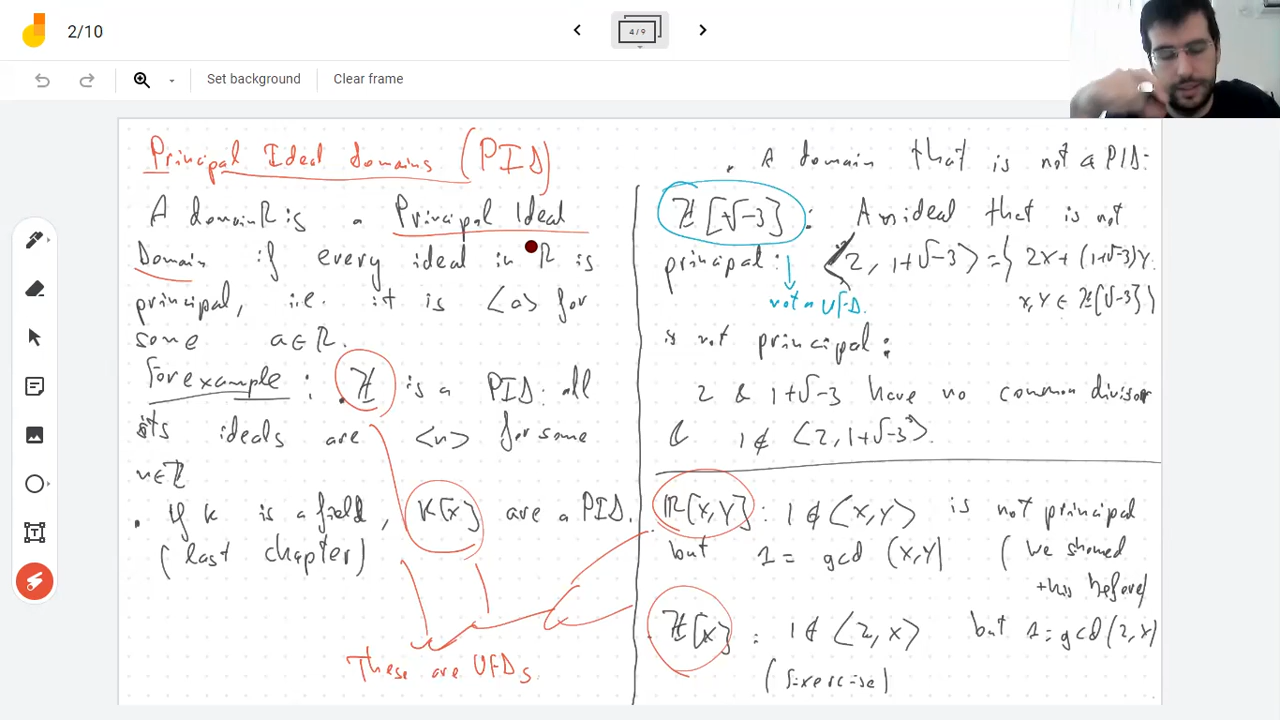 2/10
4 / 9
Set background
Clear frame
Principal Ideal Domains (PID)
A domain R is a Principal Ideal
Domain if every ideal in R is
principal, i.e. it is <a> for
some a∈R.
For example: ℤ is a PID: all
its ideals are <n> for some
n∈ℤ
. If K is a field, K[x] are a PID.
(last chapter)
These are UFDs
. A domain that is not a PID:
ℤ[√-3]: An ideal that is not
principal: <2, 1+√-3> = { 2x+(1+√-3)y.
not a UFD. x,y ∈ ℤ[√-3]}
is not principal:
2 & 1+√-3 have no common divisor
& 1∉ <2, 1+√-3>.
ℝ[x,y]: 1∉<x,y> is not principal
but 1 = gcd (x,y) (we showed
this before)
ℤ[x] : 1∉ <2,x> but 1=gcd(2,x)
(Exercise)